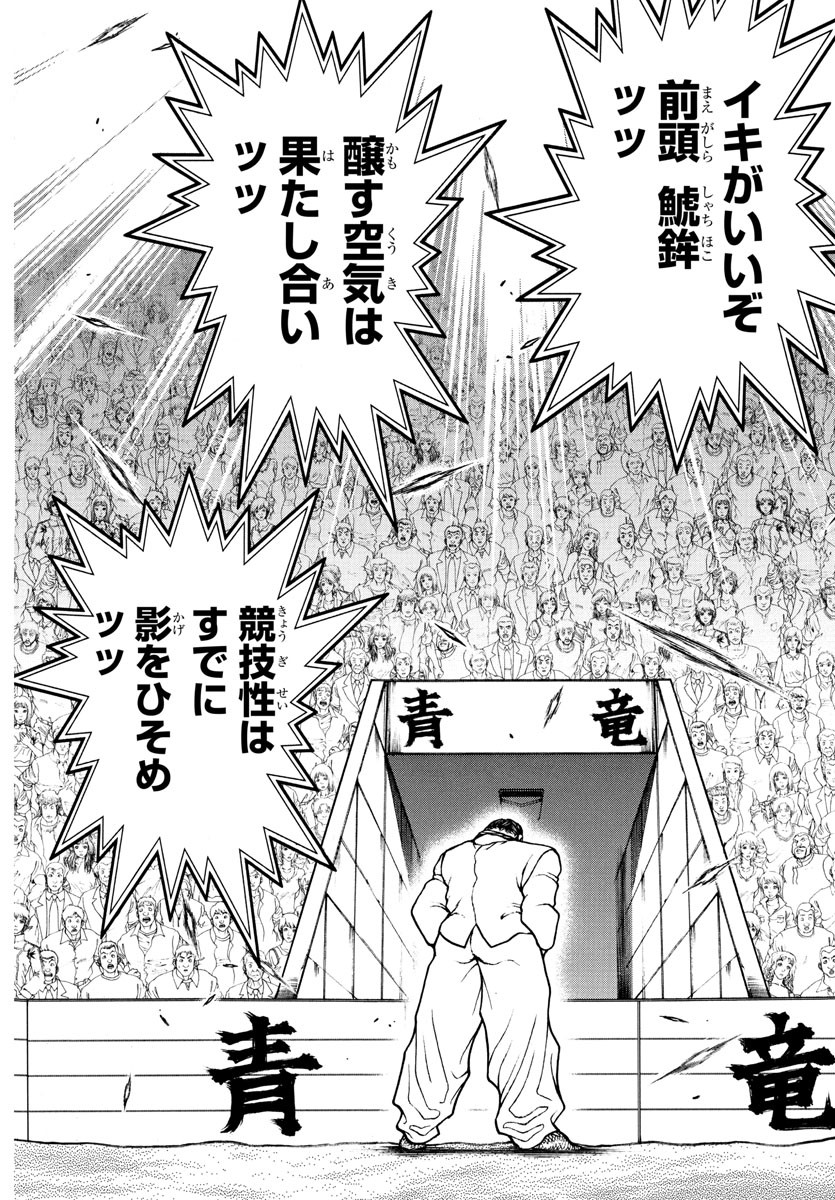 イキがいいぞ
前頭 鯱鉾
ッッ
醸す空気は
果たし合い
ッッ
競技性は
すでに
影をひそめ
ッッ
青竜
青竜